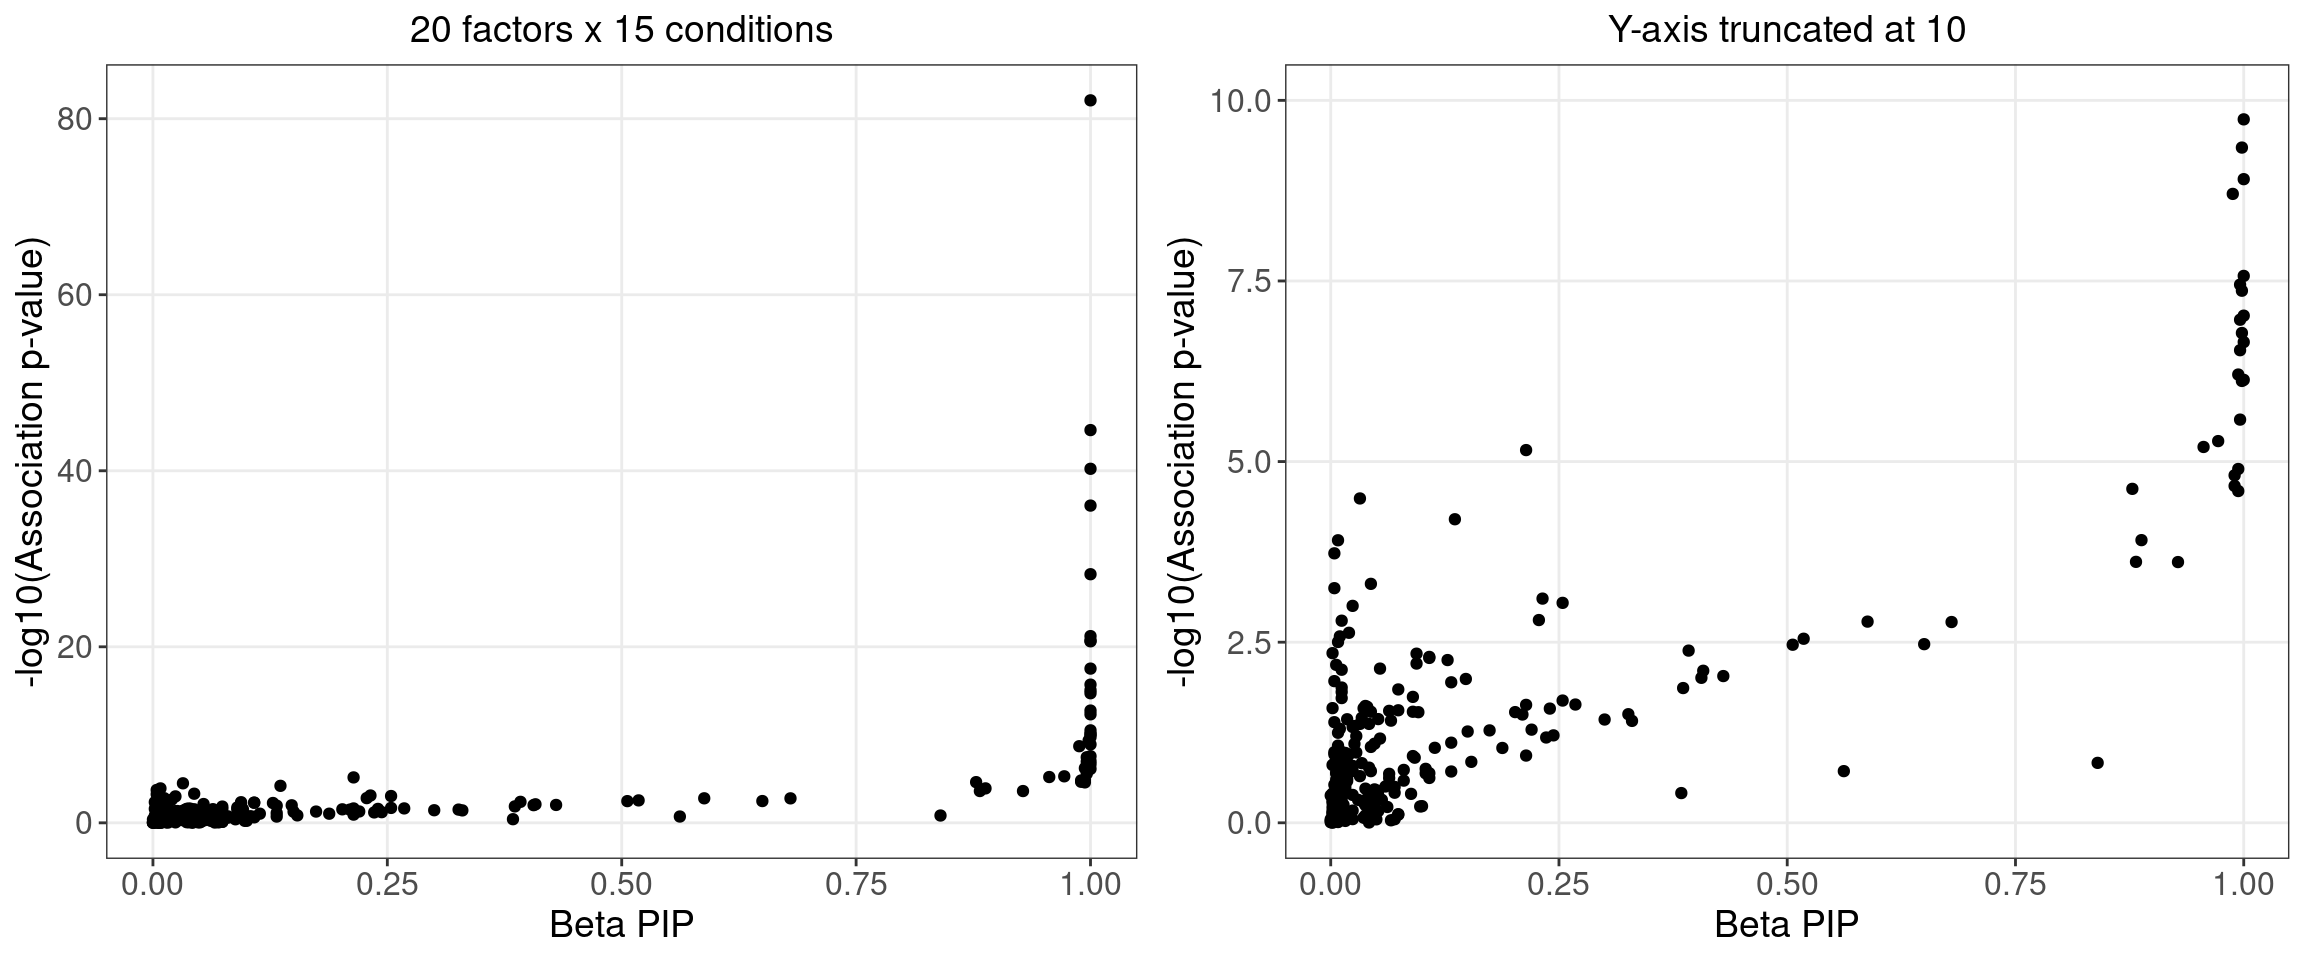 20 factors x 15 conditions
-log10(Association p-value)
80
60
40
20
0
0.00 0.25 0.50 0.75 1.00
Beta PIP
Y-axis truncated at 10
-log10(Association p-value)
10.0
7.5
5.0
2.5
0.0
0.00 0.25 0.50 0.75 1.00
Beta PIP